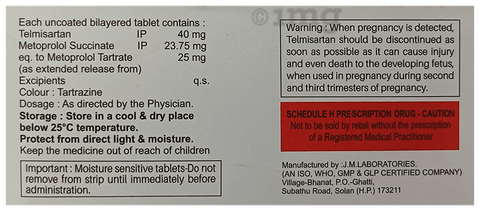 Each uncoated bilayered tablet contains :
Telmisartan IP 40 mg
Metoprolol Succinate IP 23.75 mg
eq. to Metoprolol Tartrate 25 mg
(as extended release from)
Excipients q.s.
Colour : Tartrazine
Dosage : As directed by the Physician.
Storage : Store in a cool & dry place
below 25°C temperature.
Protect from direct light & moisture.
Keep the medicine out of reach of children
Important : Moisture sensitive tablets-Do not
remove from strip until immediately before
administration.
1mg
Warning : When pregnancy is detected,
Telmisartan should be discontinued as
soon as possible as it can cause injury
and even death to the developing fetus,
when used in pregnancy during second
and third trimesters of pregnancy.
SCHEDULE H PRESCRIPTION DRUG - CAUTION
Not to be sold by retail without the prescription
of a Registered Medical Practitioner
Manufactured by :J.M.LABORATORIES.
(AN ISO, WHO, GMP & GLP CERTIFIED COMPANY)
Village-Bhanat, P.O.-Ghatti,
Subathu Road, Solan (H.P.) 173211